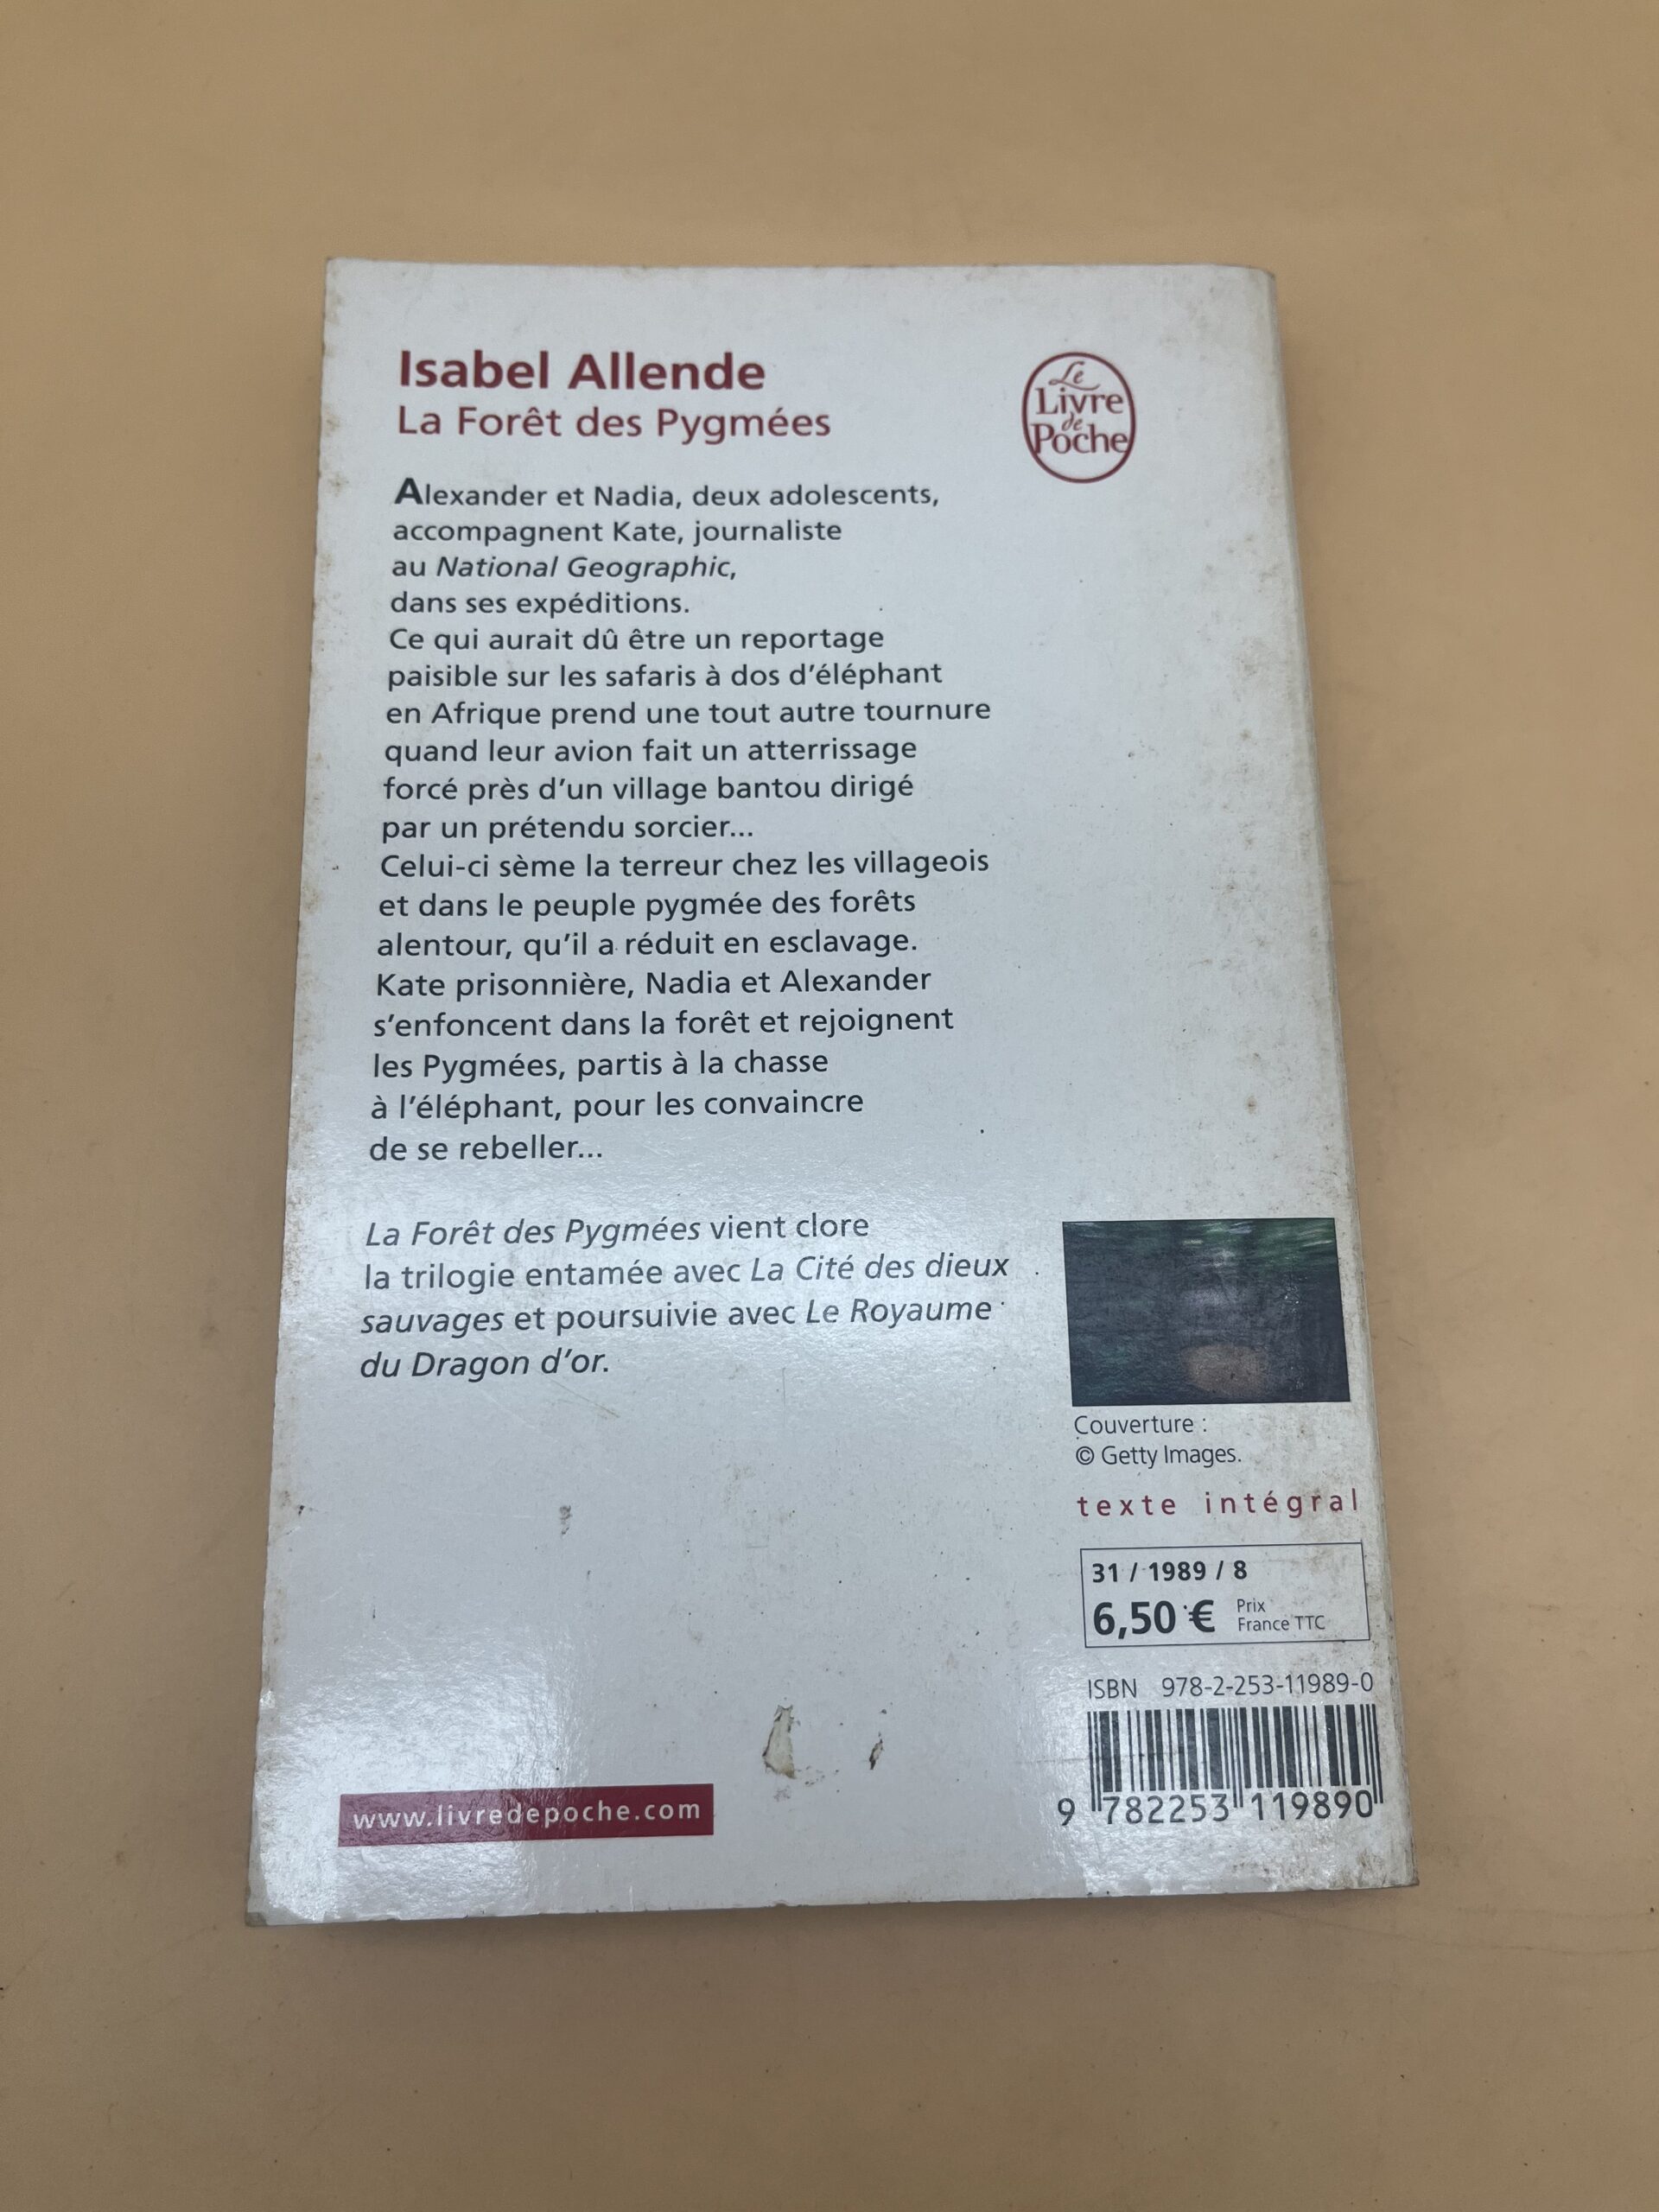 Isabel Allende
La Forêt des Pygmées
Le
Livre
de
Poche
Alexander et Nadia, deux adolescents,
accompagnent Kate, journaliste
au National Geographic,
dans ses expéditions.
Ce qui aurait dû être un reportage
paisible sur les safaris à dos d’éléphant
en Afrique prend une tout autre tournure
quand leur avion fait un atterrissage
forcé près d’un village bantou dirigé
par un prétendu sorcier...
Celui-ci sème la terreur chez les villageois
et dans le peuple pygmée des forêts
alentour, qu’il a réduit en esclavage.
Kate prisonnière, Nadia et Alexander
s’enfoncent dans la forêt et rejoignent
les Pygmées, partis à la chasse
à l’éléphant, pour les convaincre
de se rebeller...
La Forêt des Pygmées vient clore
la trilogie entamée avec La Cité des dieux
sauvages et poursuivie avec Le Royaume
du Dragon d’or.
Couverture :
© Getty Images.
texte intégral
31 / 1989 / 8
6,50 € Prix
France TTC
ISBN 978-2-253-11989-0
9 782253 119890
www.livredepoche.com